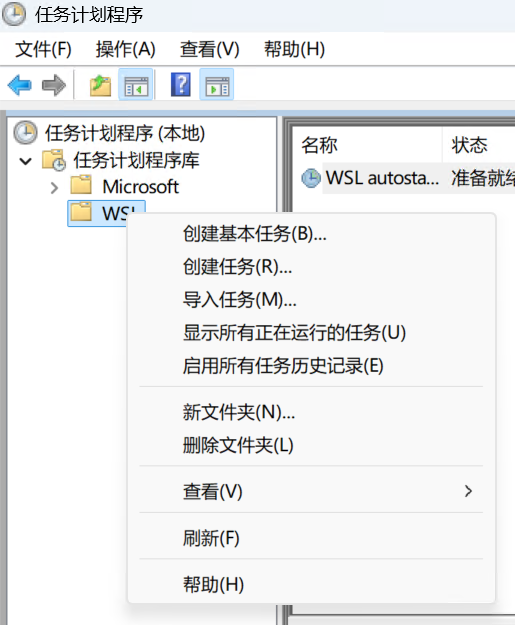 任务计划程序
文件(F) 操作(A) 查看(V) 帮助(H)
任务计划程序 (本地)
任务计划程序库
Microsoft
WSL
名称 状态
WSL autosta... 准备就绪
创建基本任务(B)...
创建任务(R)...
导入任务(M)...
显示所有正在运行的任务(U)
启用所有任务历史记录(E)
新文件夹(N)...
删除文件夹(L)
查看(V)
刷新(F)
帮助(H)